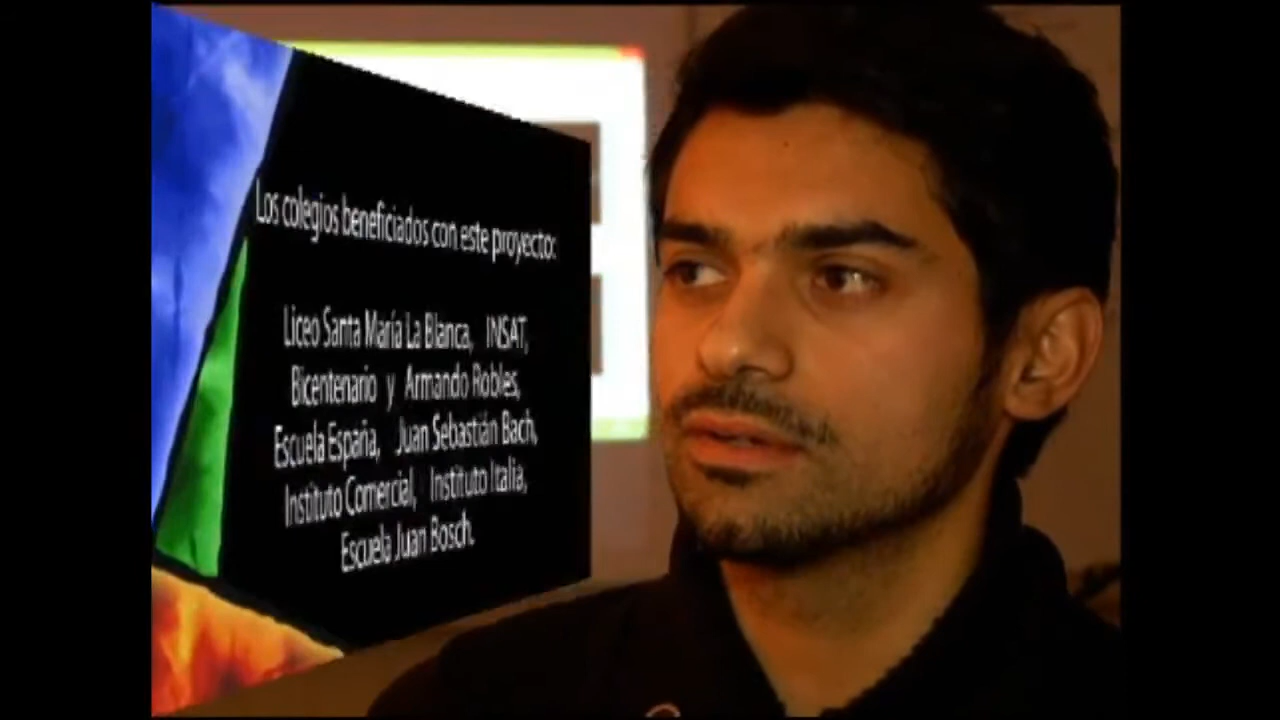 Los colegios beneficiados con este proyecto:
Liceo Santa María La Blanca, INSAT,
Bicentenario y Armando Robles,
Escuela España, Juan Sebastián Bach,
Instituto Comercial, Instituto Italia,
Escuela Juan Bosch.